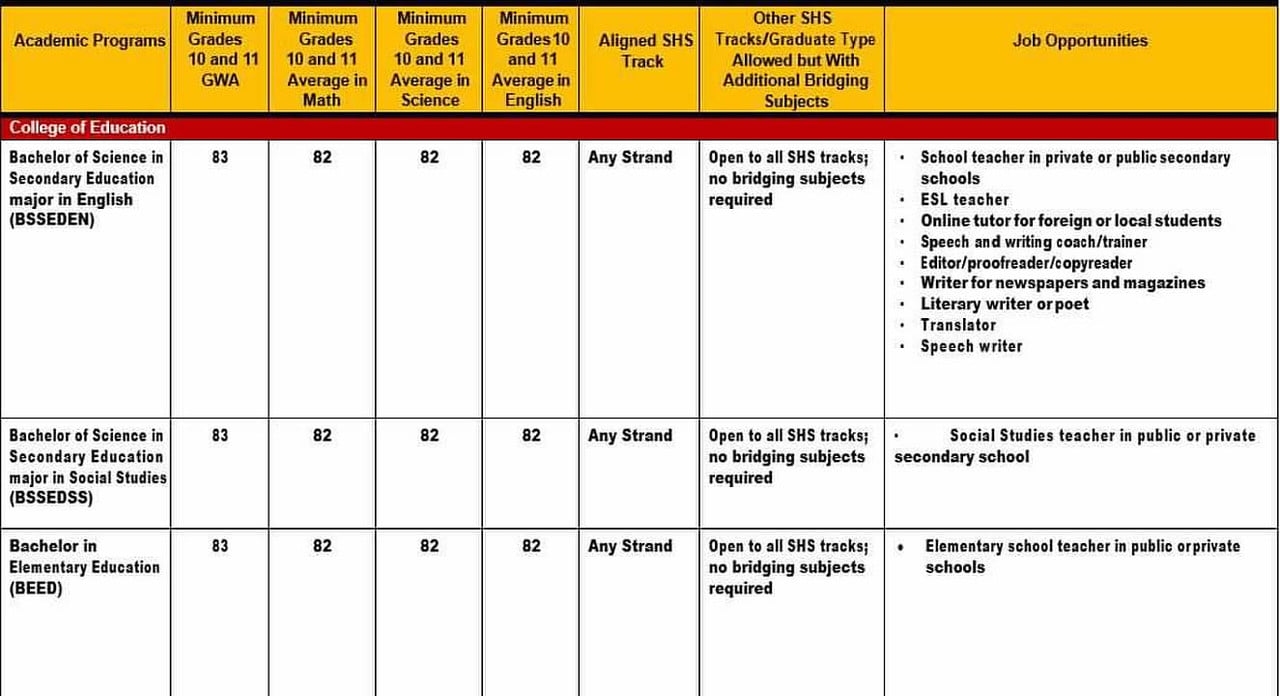 Academic Programs
Minimum
Grades
10 and 11
GWA
Minimum
Grades
10 and 11
Average in
Math
Minimum
Grades
10 and 11
Average in
Science
Minimum
Grades 10
and 11
Average in
English
Aligned SHS
Track
Other SHS
Tracks/Graduate Type
Allowed but With
Additional Bridging
Subjects
Job Opportunities
College of Education
Bachelor of Science in
Secondary Education
major in English
(BSSEDEN)
83
82
82
82
Any Strand
Open to all SHS tracks;
no bridging subjects
required
· School teacher in private or public secondary
schools
· ESL teacher
· Online tutor for foreign or local students
· Speech and writing coach/trainer
· Editor/proofreader/copyreader
· Writer for newspapers and magazines
· Literary writer or poet
· Translator
· Speech writer
Bachelor of Science in
Secondary Education
major in Social Studies
(BSSEDSS)
83
82
82
82
Any Strand
Open to all SHS tracks;
no bridging subjects
required
· Social Studies teacher in public or private
secondary school
Bachelor in
Elementary Education
(BEED)
83
82
82
82
Any Strand
Open to all SHS tracks;
no bridging subjects
required
• Elementary school teacher in public or private
schools